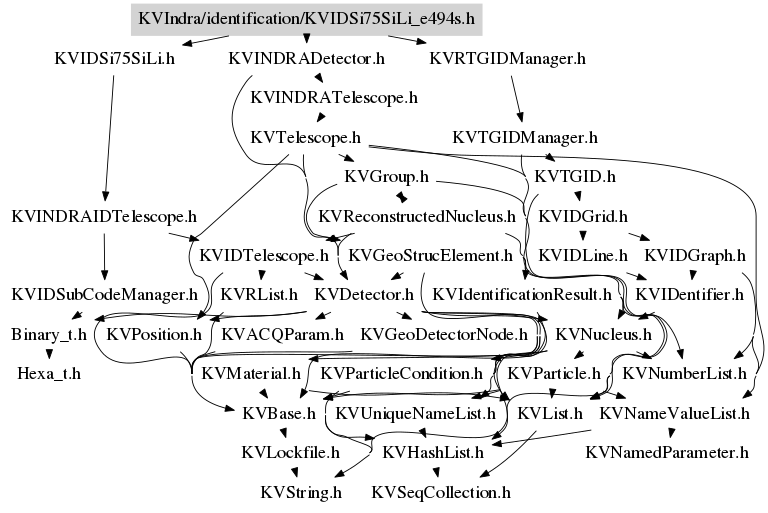 KVIndra/identification/KVIDSi75SiLi_e494s.h
KVIDSi75SiLi.h KVINDRADetector.h KVRTGIDManager.h
KVINDRATelescope.h
KVTelescope.h KVTGIDManager.h
KVGroup.h KVTGID.h
KVINDRAIDTelescope.h KVReconstructedNucleus.h KVIDGrid.h
KVIDTelescope.h KVGeoStrucElement.h KVIDLine.h KVIDGraph.h
KVIDSubCodeManager.h KVRList.h KVDetector.h KVIdentificationResult.h KVIDentifier.h
Binary_t.h KVPosition.h KVACQParam.h KVGeoDetectorNode.h KVNucleus.h
Hexa_t.h KVMaterial.h KVParticleCondition.h KVParticle.h KVNumberList.h
KVBase.h KVUniqueNameList.h KVList.h KVNameValueList.h
KVLockfile.h KVHashList.h KVNamedParameter.h
KVString.h KVSeqCollection.h